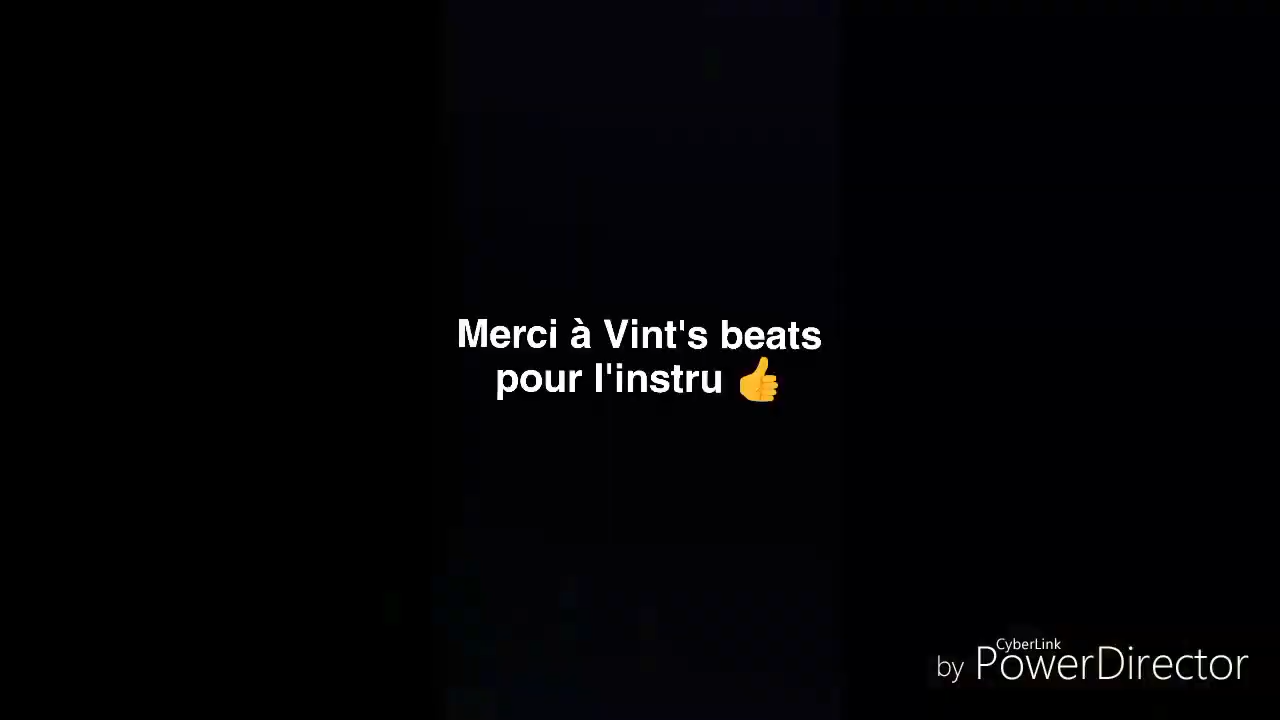 Merci à Vint's beats
pour l'instru 👍
CyberLink
by PowerDirector